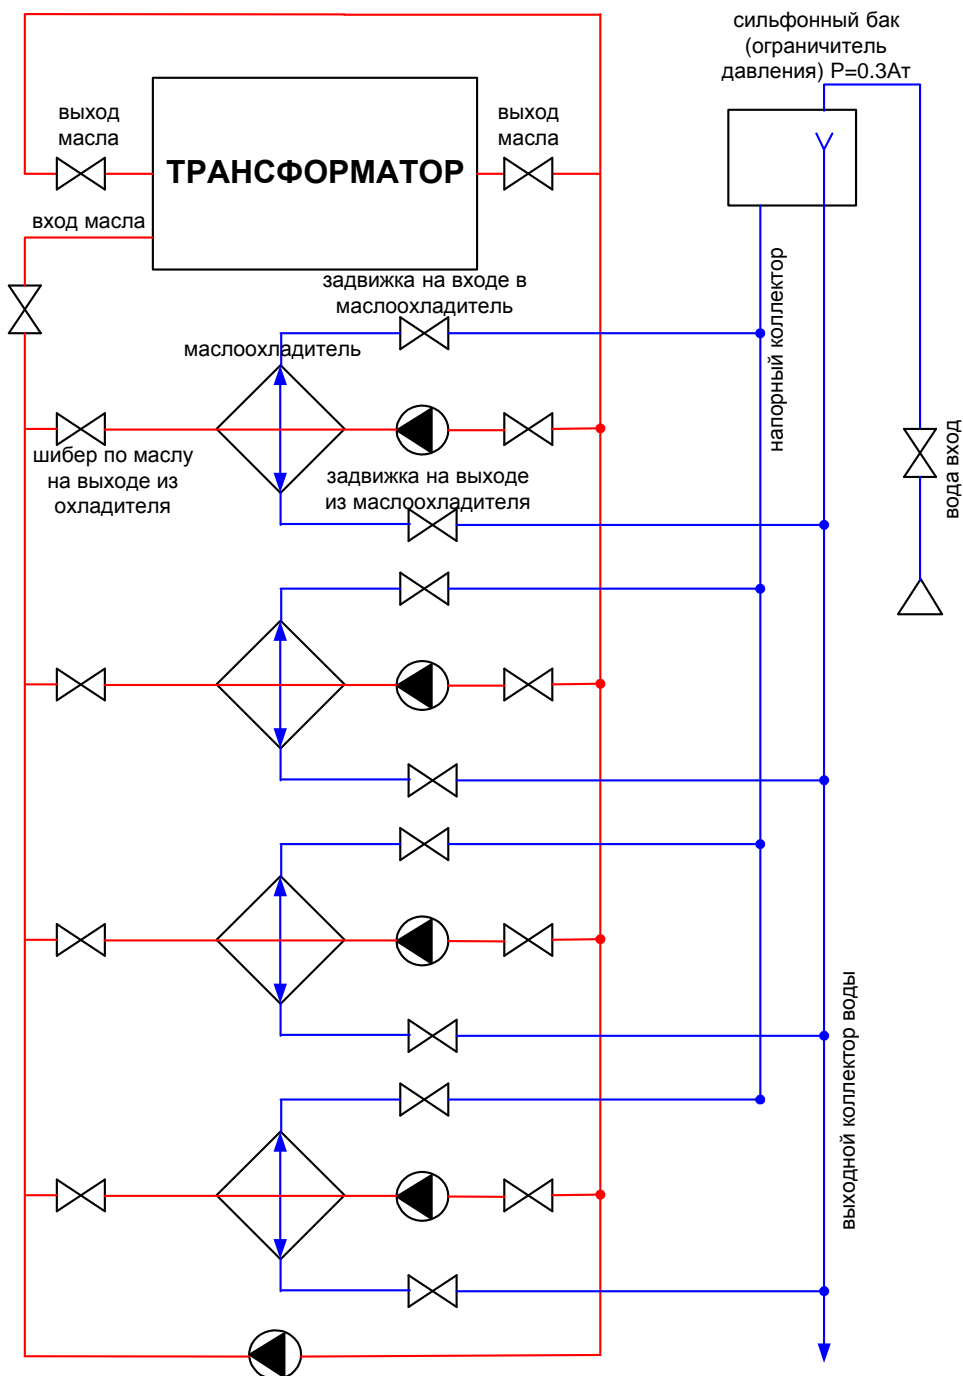 сильфонный бак
(ограничитель
давления) Р=0.3Ат
выход
масла
ТРАНСФОРМАТОР
выход
масла
вход масла
задвижка на входе в
маслоохладитель
маслоохладитель
напорный коллектор
вода вход
шибер по маслу
на выходе из
охладителя
задвижка на выходе
из маслоохладителя
выходной коллектор воды